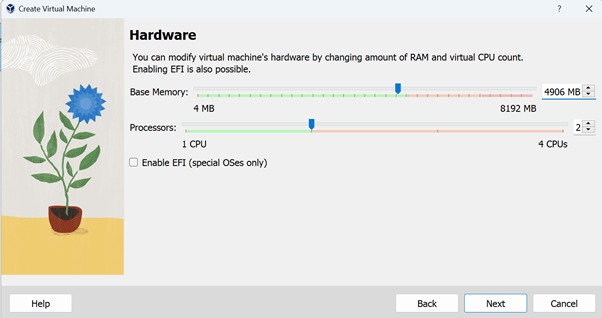 Create Virtual Machine
Hardware
You can modify virtual machine's hardware by changing amount of RAM and virtual CPU count.
Enabling EFI is also possible.
Base Memory: 4906 MB
4 MB 8192 MB
Processors: 2
1 CPU 4 CPUs
Enable EFI (special OSes only)
Help Back Next Cancel